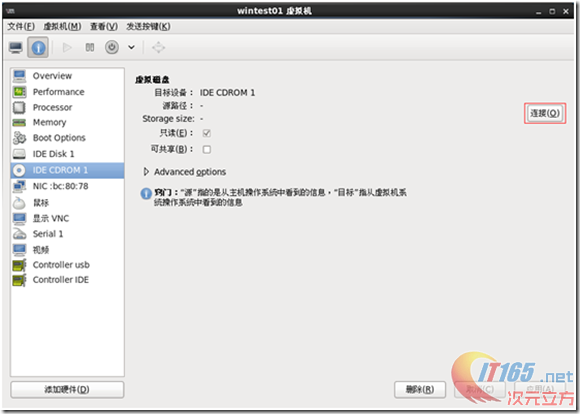 wintest01 虚拟机
文件(F) 虚拟机(M) 查看(V) 发送按键(K)
Overview
Performance
Processor
Memory
Boot Options
IDE Disk 1
IDE CDROM 1
NIC :bc:80:78
鼠标
显示 VNC
Serial 1
视频
Controller usb
Controller IDE
添加硬件(D)
虚拟磁盘
目标设备： IDE CDROM 1
源路径： -
Storage size: -
只读(E)：
可共享(B)：
Advanced options
窍门：“源”指的是从主机操作系统中看到的信息，“目标”指从虚拟机系
统操作系统中看到的信息
连接(O)
删除(R) 取消(C) 应用(A)
IT165.net
次元立方